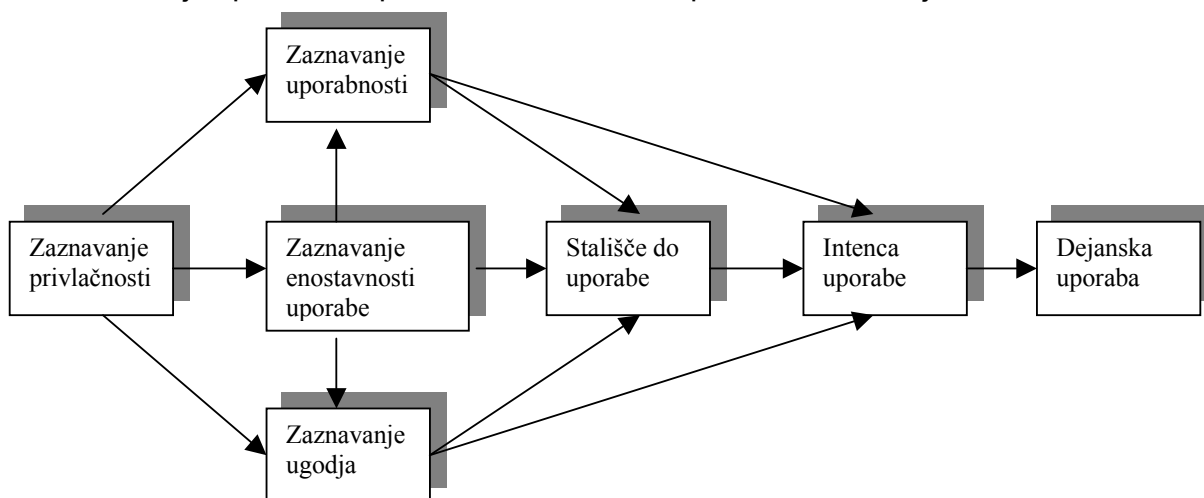 Zaznavanje
uporabnosti
Zaznavanje
privlačnosti
Zaznavanje
enostavnosti
uporabe
Stališče do
uporabe
Intenca
uporabe
Dejanska
uporaba
Zaznavanje
ugodja